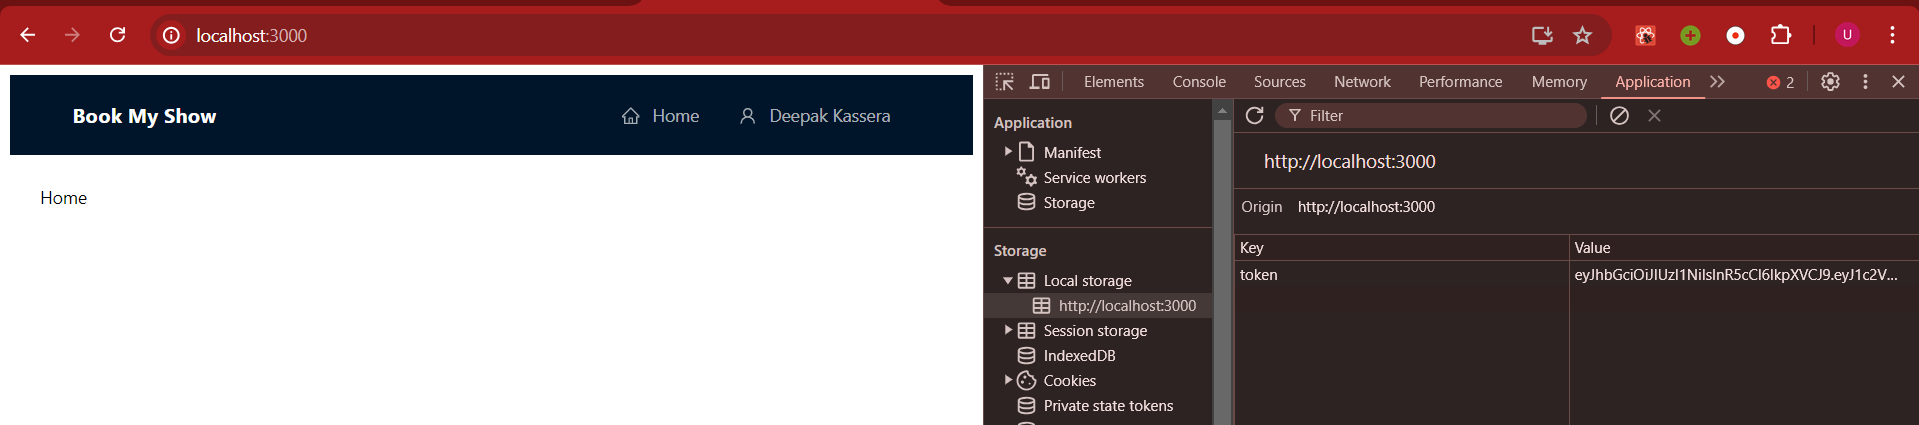 localhost:3000
U
Book My Show
Home
Deepak Kassera
Home
Elements
Console
Sources
Network
Performance
Memory
Application
2
Application
Manifest
Service workers
Storage
Storage
Local storage
http://localhost:3000
Session storage
IndexedDB
Cookies
Private state tokens
Filter
http://localhost:3000
Origin http://localhost:3000
Key Value
token eyJhbGciOiJIUzI1NiIsInR5cCI6IkpXVCJ9.eyJ1c2V...